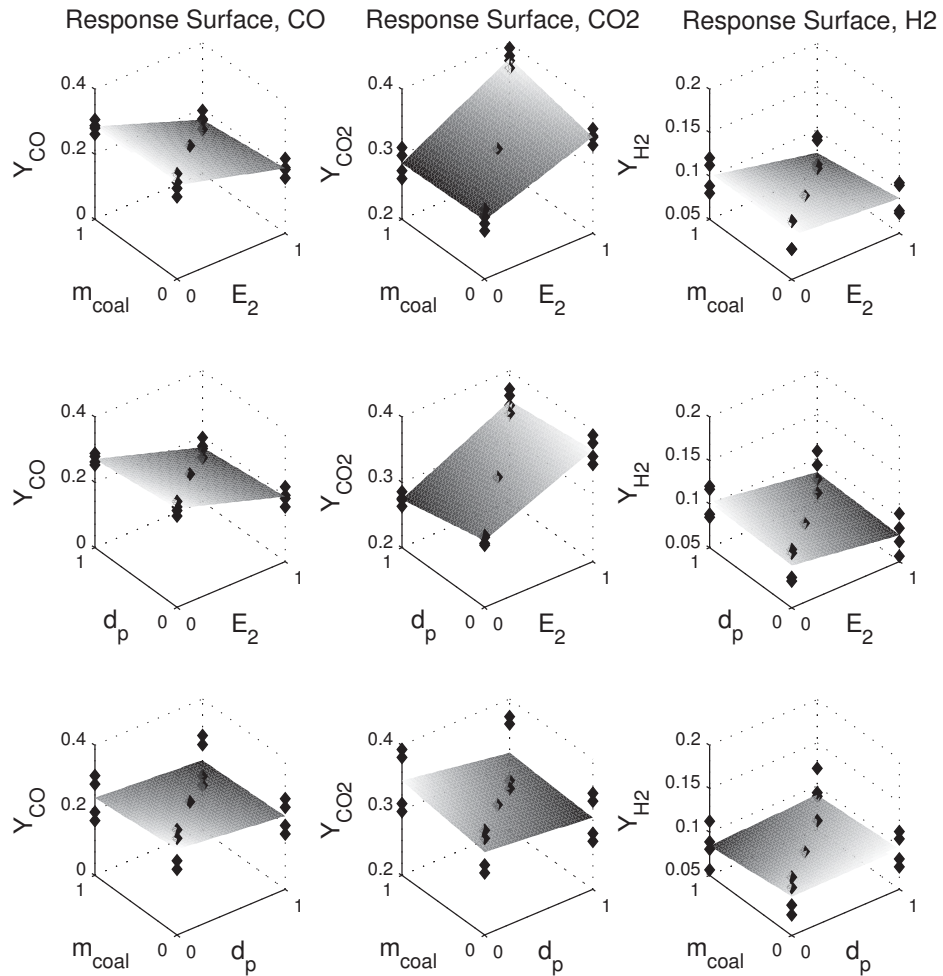 Response Surface, CO Response Surface, CO2 Response Surface, H2
0.4 0.4 0.2
0.15
Y_CO 0.2 Y_CO2 0.3 Y_H2 0.1
0 0.2 0.05
1 1 1
1 1 1
m_coal 0 0 E_2 m_coal 0 0 E_2 m_coal 0 0 E_2
0.4 0.4 0.2
0.15
Y_CO 0.2 Y_CO2 0.3 Y_H2 0.1
0 0.2 0.05
1 1 1
1 1 1
d_p 0 0 E_2 d_p 0 0 E_2 d_p 0 0 E_2
0.4 0.4 0.2
0.15
Y_CO 0.2 Y_CO2 0.3 Y_H2 0.1
0 0.2 0.05
1 1 1
1 1 1
m_coal 0 0 d_p m_coal 0 0 d_p m_coal 0 0 d_p